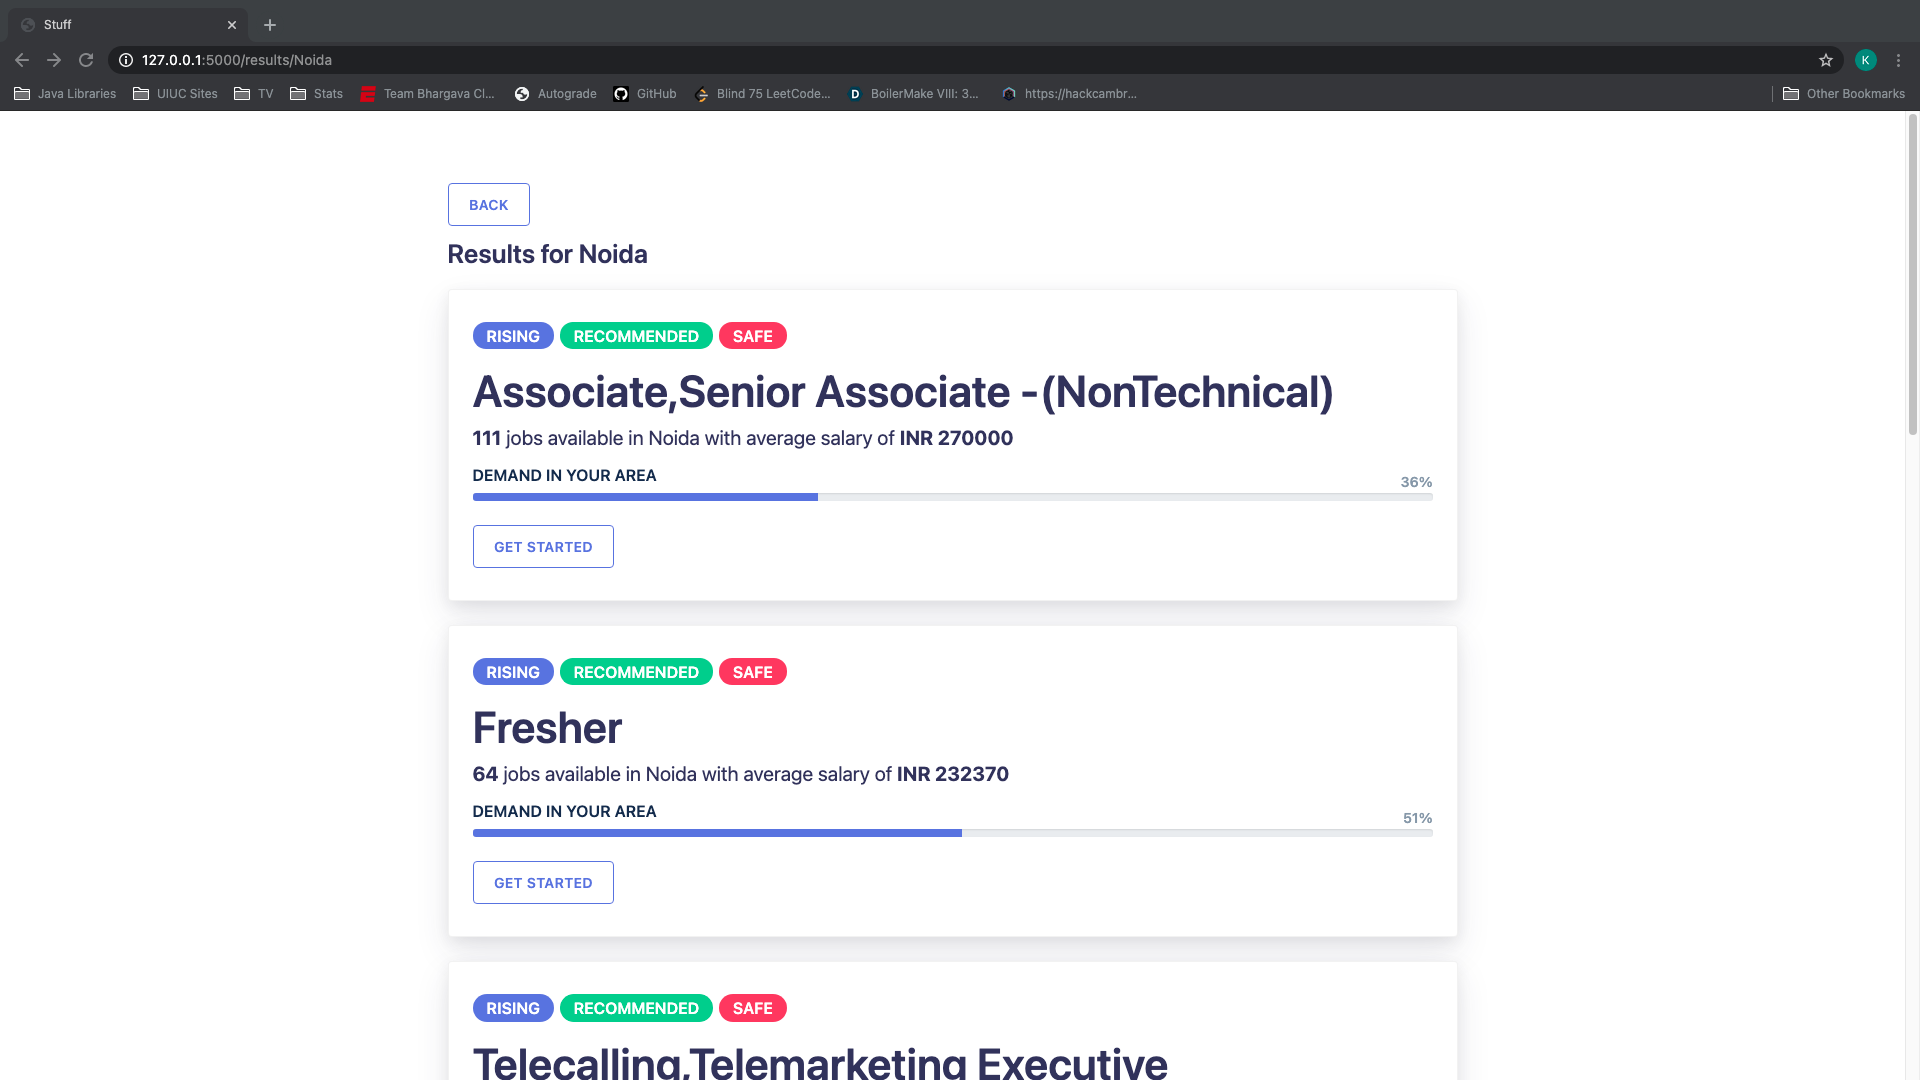 Stuff
127.0.0.1:5000/results/Noida
K
Java Libraries
UIUC Sites
TV
Stats
Team Bhargava Cl...
Autograde
GitHub
Blind 75 LeetCode...
D
BoilerMake VIII: 3...
https://hackcambr...
Other Bookmarks
BACK
Results for Noida
RISING RECOMMENDED SAFE
Associate,Senior Associate -(NonTechnical)
111 jobs available in Noida with average salary of INR 270000
DEMAND IN YOUR AREA
36%
GET STARTED
RISING RECOMMENDED SAFE
Fresher
64 jobs available in Noida with average salary of INR 232370
DEMAND IN YOUR AREA
51%
GET STARTED
RISING RECOMMENDED SAFE
Telecalling,Telemarketing Executive